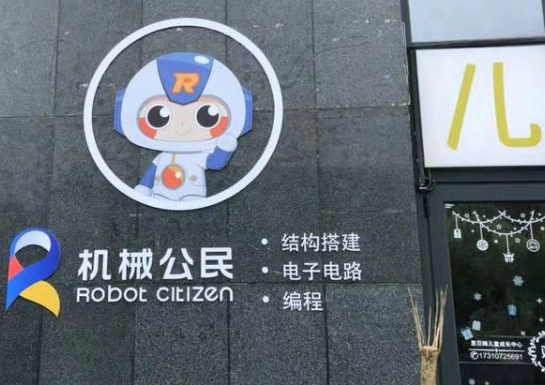 R
儿
机械公民
Robot citizen
• 结构搭建
• 电子电路
• 编程
17310725691